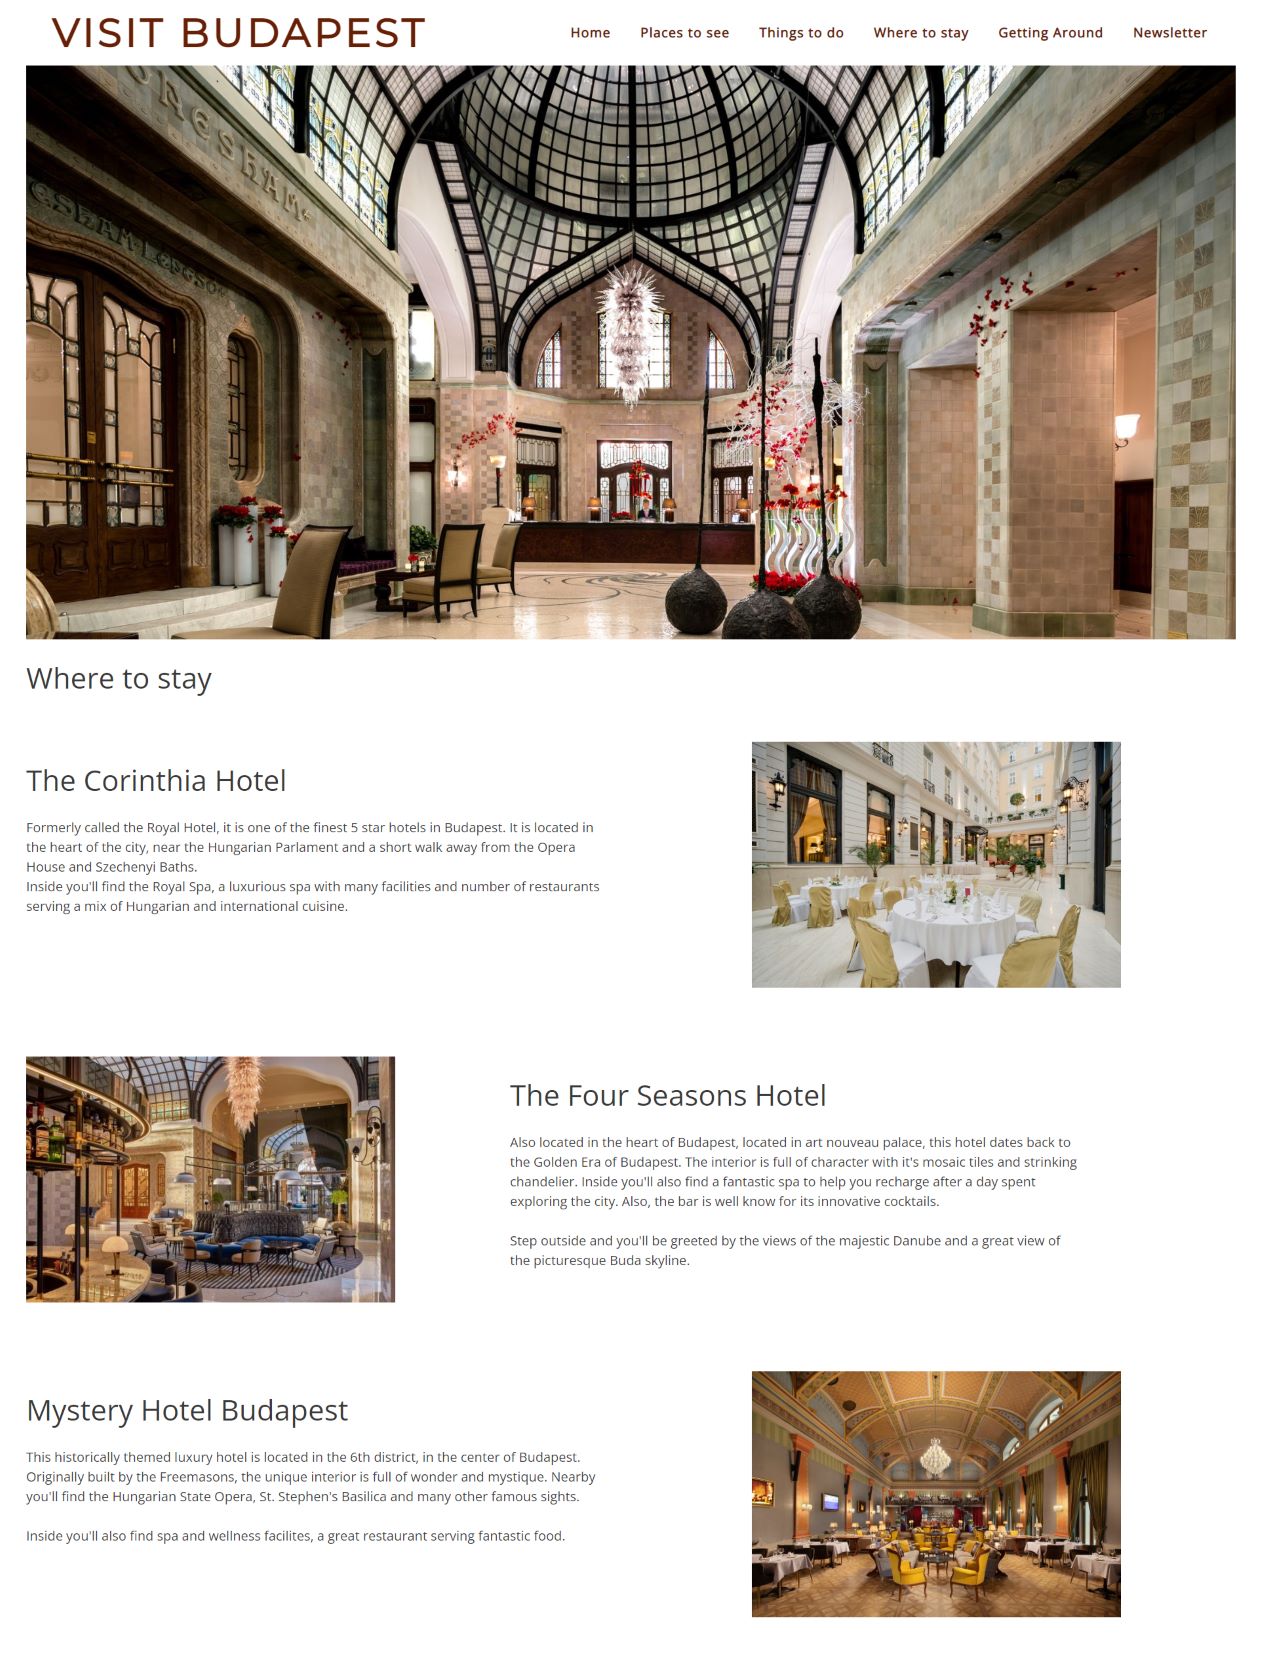 VISIT BUDAPEST
Home Places to see Things to do Where to stay Getting Around Newsletter
GRESHAM
Where to stay
The Corinthia Hotel
Formerly called the Royal Hotel, it is one of the finest 5 star hotels in Budapest. It is located in
the heart of the city, near the Hungarian Parlament and a short walk away from the Opera
House and Szechenyi Baths.
Inside you'll find the Royal Spa, a luxurious spa with many facilities and number of restaurants
serving a mix of Hungarian and international cuisine.
The Four Seasons Hotel
Also located in the heart of Budapest, located in art nouveau palace, this hotel dates back to
the Golden Era of Budapest. The interior is full of character with it's mosaic tiles and strinking
chandelier. Inside you'll also find a fantastic spa to help you recharge after a day spent
exploring the city. Also, the bar is well know for its innovative cocktails.
Step outside and you'll be greeted by the views of the majestic Danube and a great view of
the picturesque Buda skyline.
Mystery Hotel Budapest
This historically themed luxury hotel is located in the 6th district, in the center of Budapest.
Originally built by the Freemasons, the unique interior is full of wonder and mystique. Nearby
you'll find the Hungarian State Opera, St. Stephen's Basilica and many other famous sights.
Inside you'll also find spa and wellness facilites, a great restaurant serving fantastic food.